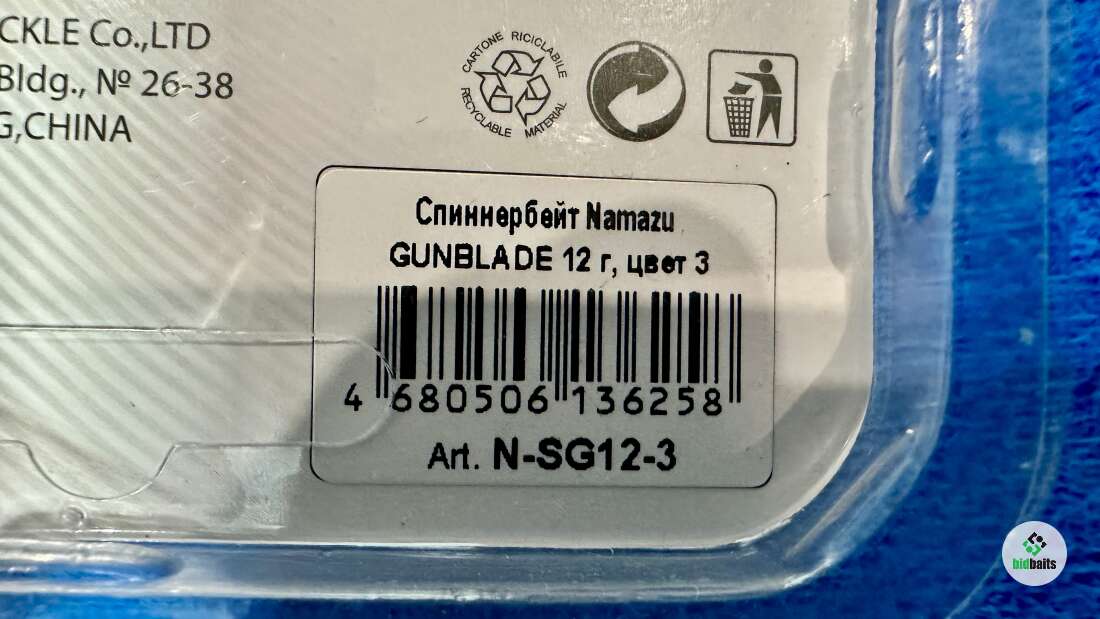 CKLE Co.,LTD
Bldg., № 26-38
G,CHINA
CARTONE RICICLABILE
RECYCLABLE MATERIAL
Спиннербейт Namazu
GUNBLADE 12 г, цвет 3
4 680506 136258
Art. N-SG12-3
bidbaits